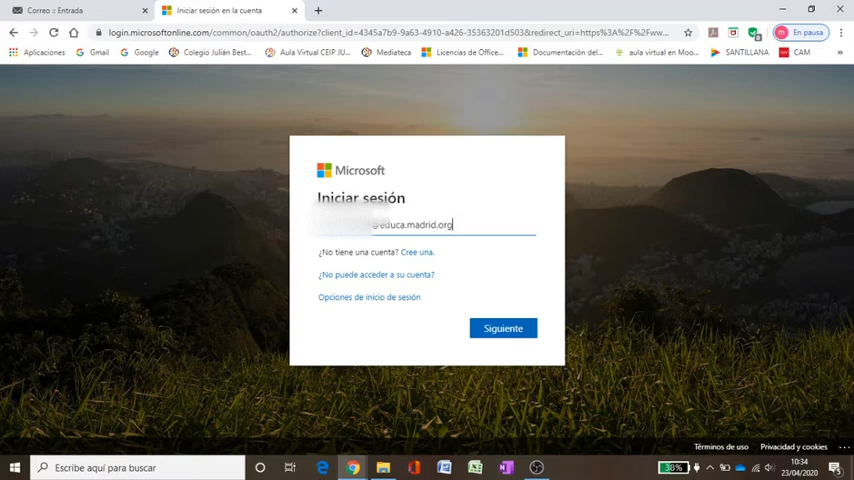 Correo :: Entrada
Iniciar sesión en la cuenta
login.microsoftonline.com/common/oauth2/authorize?client_id=4345a7b9-9a63-4910-a426-35363201d503&redirect_uri=https%3A%2F%2Fww...
m En pausa
Aplicaciones
Gmail
Google
Colegio Julián Best...
Aula Virtual CEIP JU...
Mediateca
Licencias de Office...
Documentación del...
aula virtual en Moo...
SANTILLANA
CAM
»
Microsoft
Iniciar sesión
@educa.madrid.org
¿No tiene una cuenta? Cree una.
¿No puede acceder a su cuenta?
Opciones de inicio de sesión
Siguiente
Términos de uso
Privacidad y cookies
...
Escribe aquí para buscar
38%
10:34
23/04/2020
5